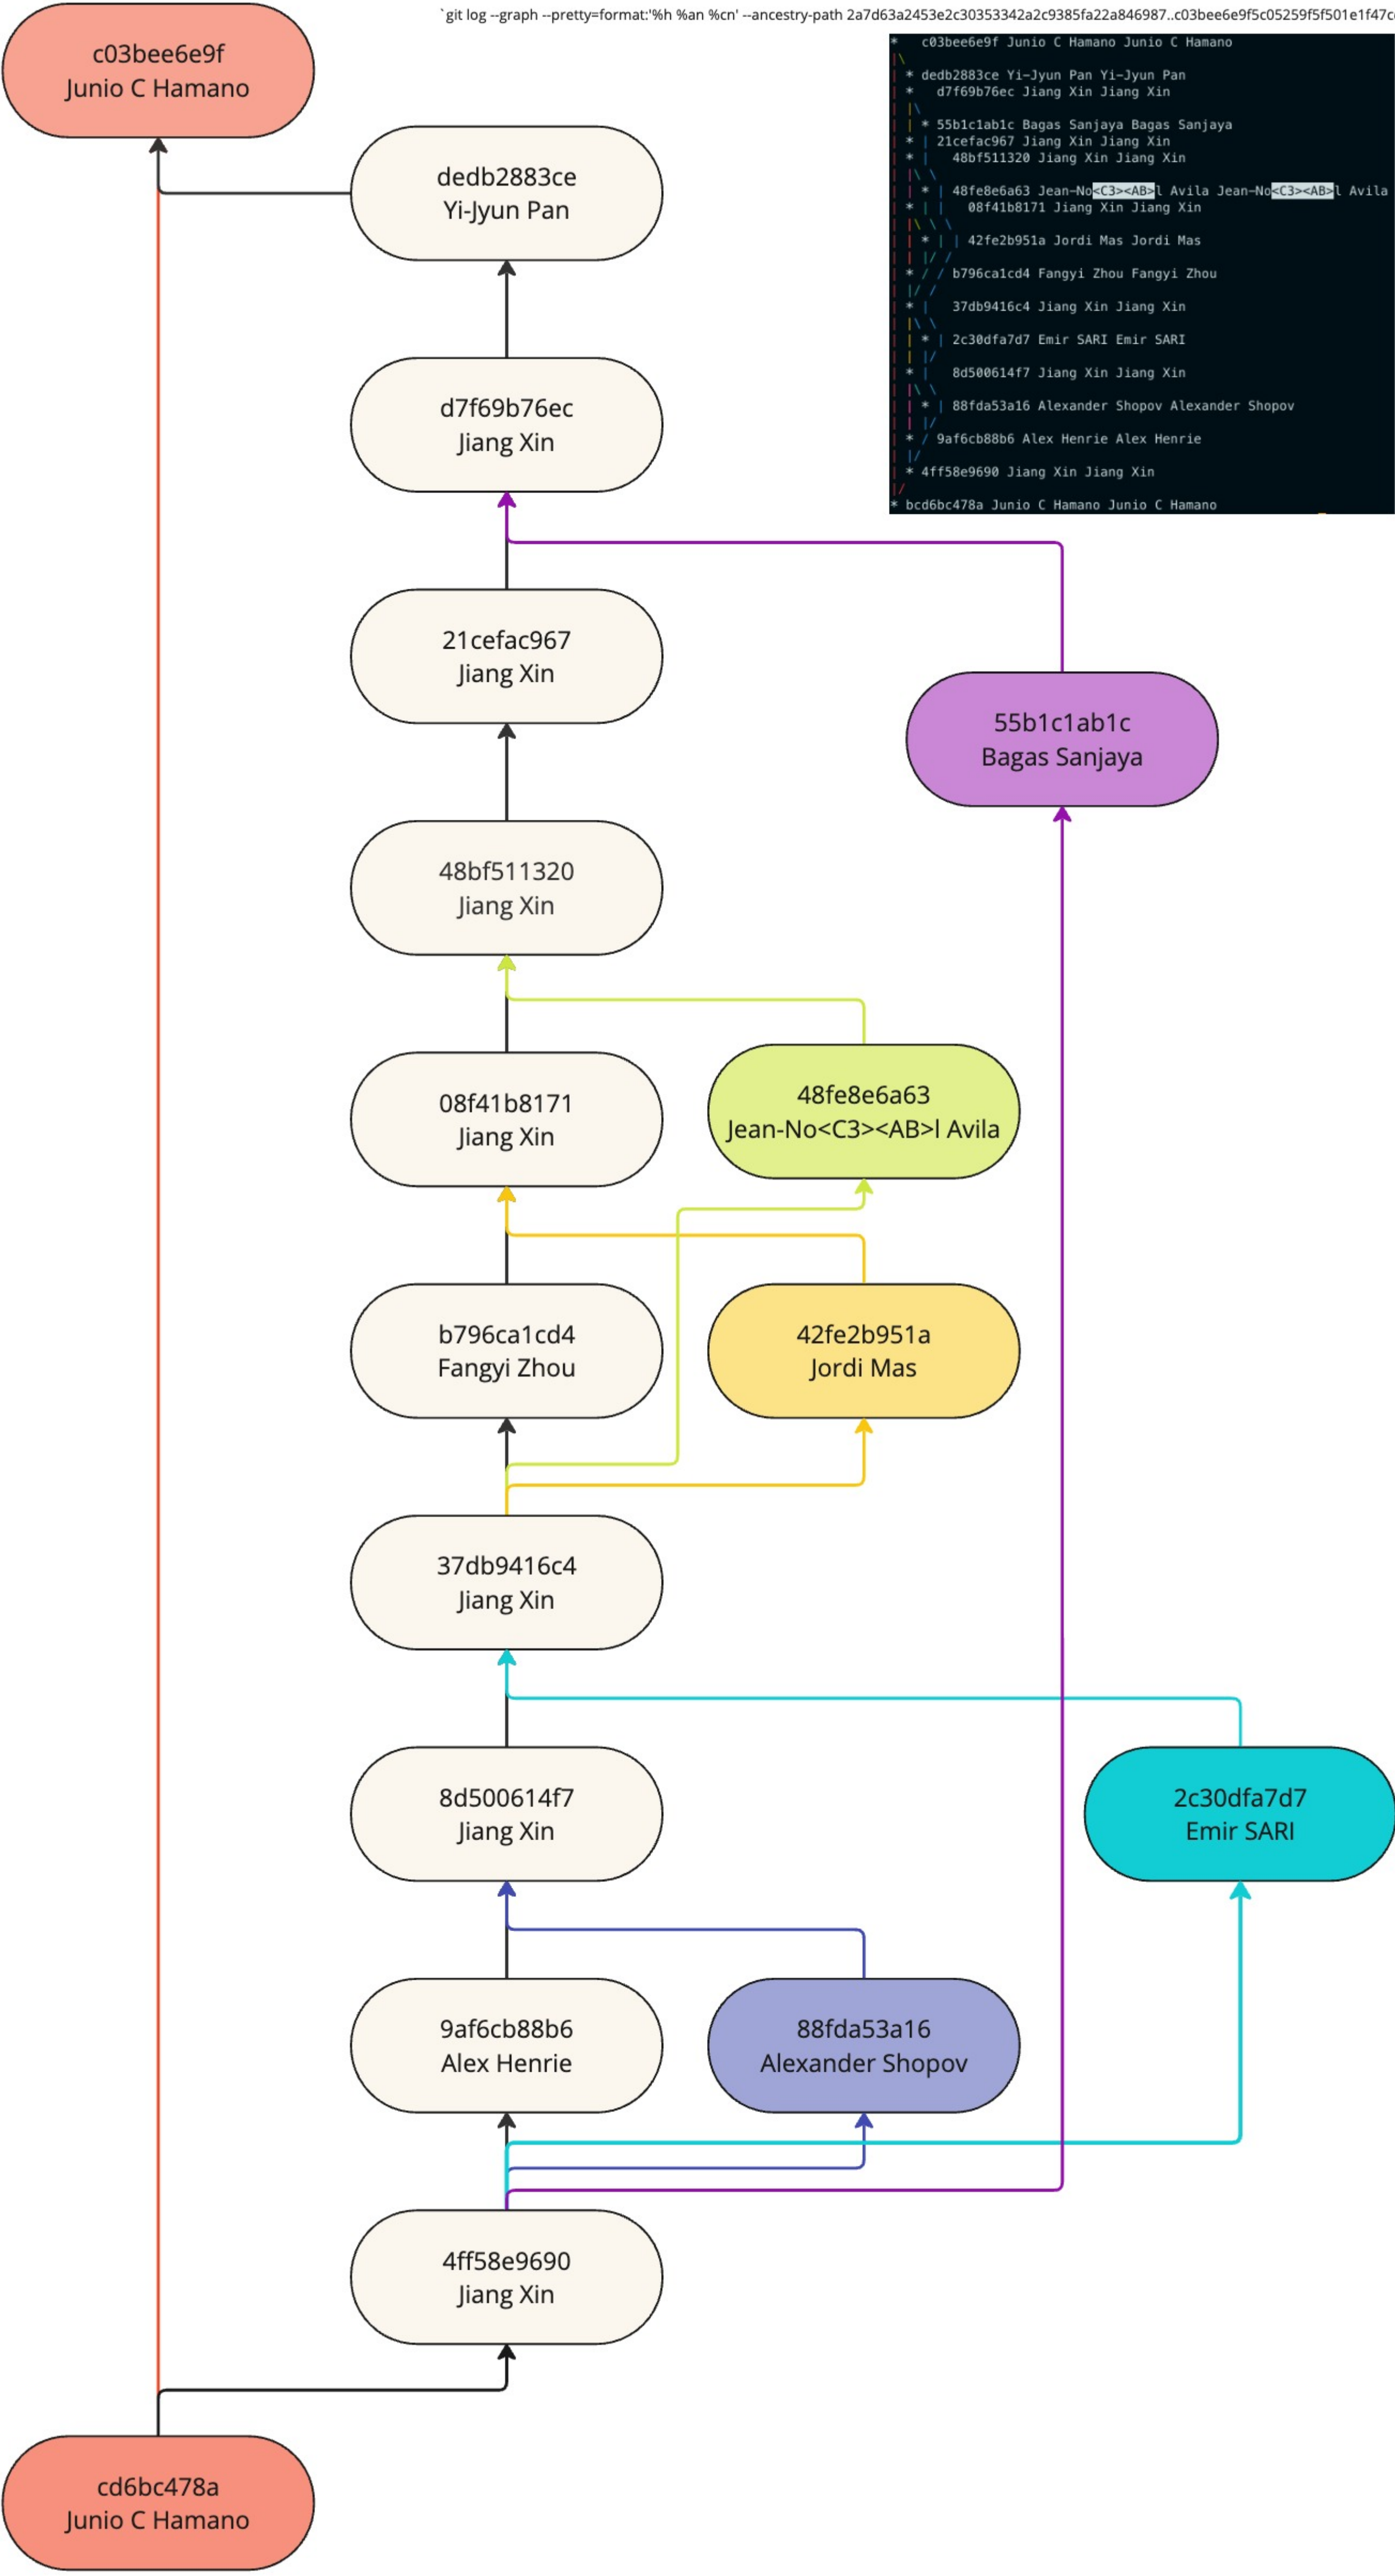 `git log --graph --pretty=format:'%h %an %cn' --ancestry-path 2a7d63a2453e2c30353342a2c9385fa22a846987..c03bee6e9f5c05259f5f501e1f47c
* c03bee6e9f Junio C Hamano Junio C Hamano
|\
| * dedb2883ce Yi-Jyun Pan Yi-Jyun Pan
| *   d7f69b76ec Jiang Xin Jiang Xin
| |\
| | * 55b1c1ab1c Bagas Sanjaya Bagas Sanjaya
| * | 21cefac967 Jiang Xin Jiang Xin
| * |   48bf511320 Jiang Xin Jiang Xin
| |\ \
| | * | 48fe8e6a63 Jean-No<C3><AB>l Avila Jean-No<C3><AB>l Avila
| * | |   08f41b8171 Jiang Xin Jiang Xin
| |\ \ \
| | * | | 42fe2b951a Jordi Mas Jordi Mas
| | |/ /
| * / / b796ca1cd4 Fangyi Zhou Fangyi Zhou
| |/ /
| * |   37db9416c4 Jiang Xin Jiang Xin
| |\ \
| | * | 2c30dfa7d7 Emir SARI Emir SARI
| | |/
| * |   8d500614f7 Jiang Xin Jiang Xin
| |\ \
| | * | 88fda53a16 Alexander Shopov Alexander Shopov
| | |/
| * / 9af6cb88b6 Alex Henrie Alex Henrie
| |/
| * 4ff58e9690 Jiang Xin Jiang Xin
|/
* bcd6bc478a Junio C Hamano Junio C Hamano
c03bee6e9f
Junio C Hamano
dedb2883ce
Yi-Jyun Pan
d7f69b76ec
Jiang Xin
21cefac967
Jiang Xin
55b1c1ab1c
Bagas Sanjaya
48bf511320
Jiang Xin
08f41b8171
Jiang Xin
48fe8e6a63
Jean-No<C3><AB>l Avila
b796ca1cd4
Fangyi Zhou
42fe2b951a
Jordi Mas
37db9416c4
Jiang Xin
8d500614f7
Jiang Xin
2c30dfa7d7
Emir SARI
9af6cb88b6
Alex Henrie
88fda53a16
Alexander Shopov
4ff58e9690
Jiang Xin
cd6bc478a
Junio C Hamano